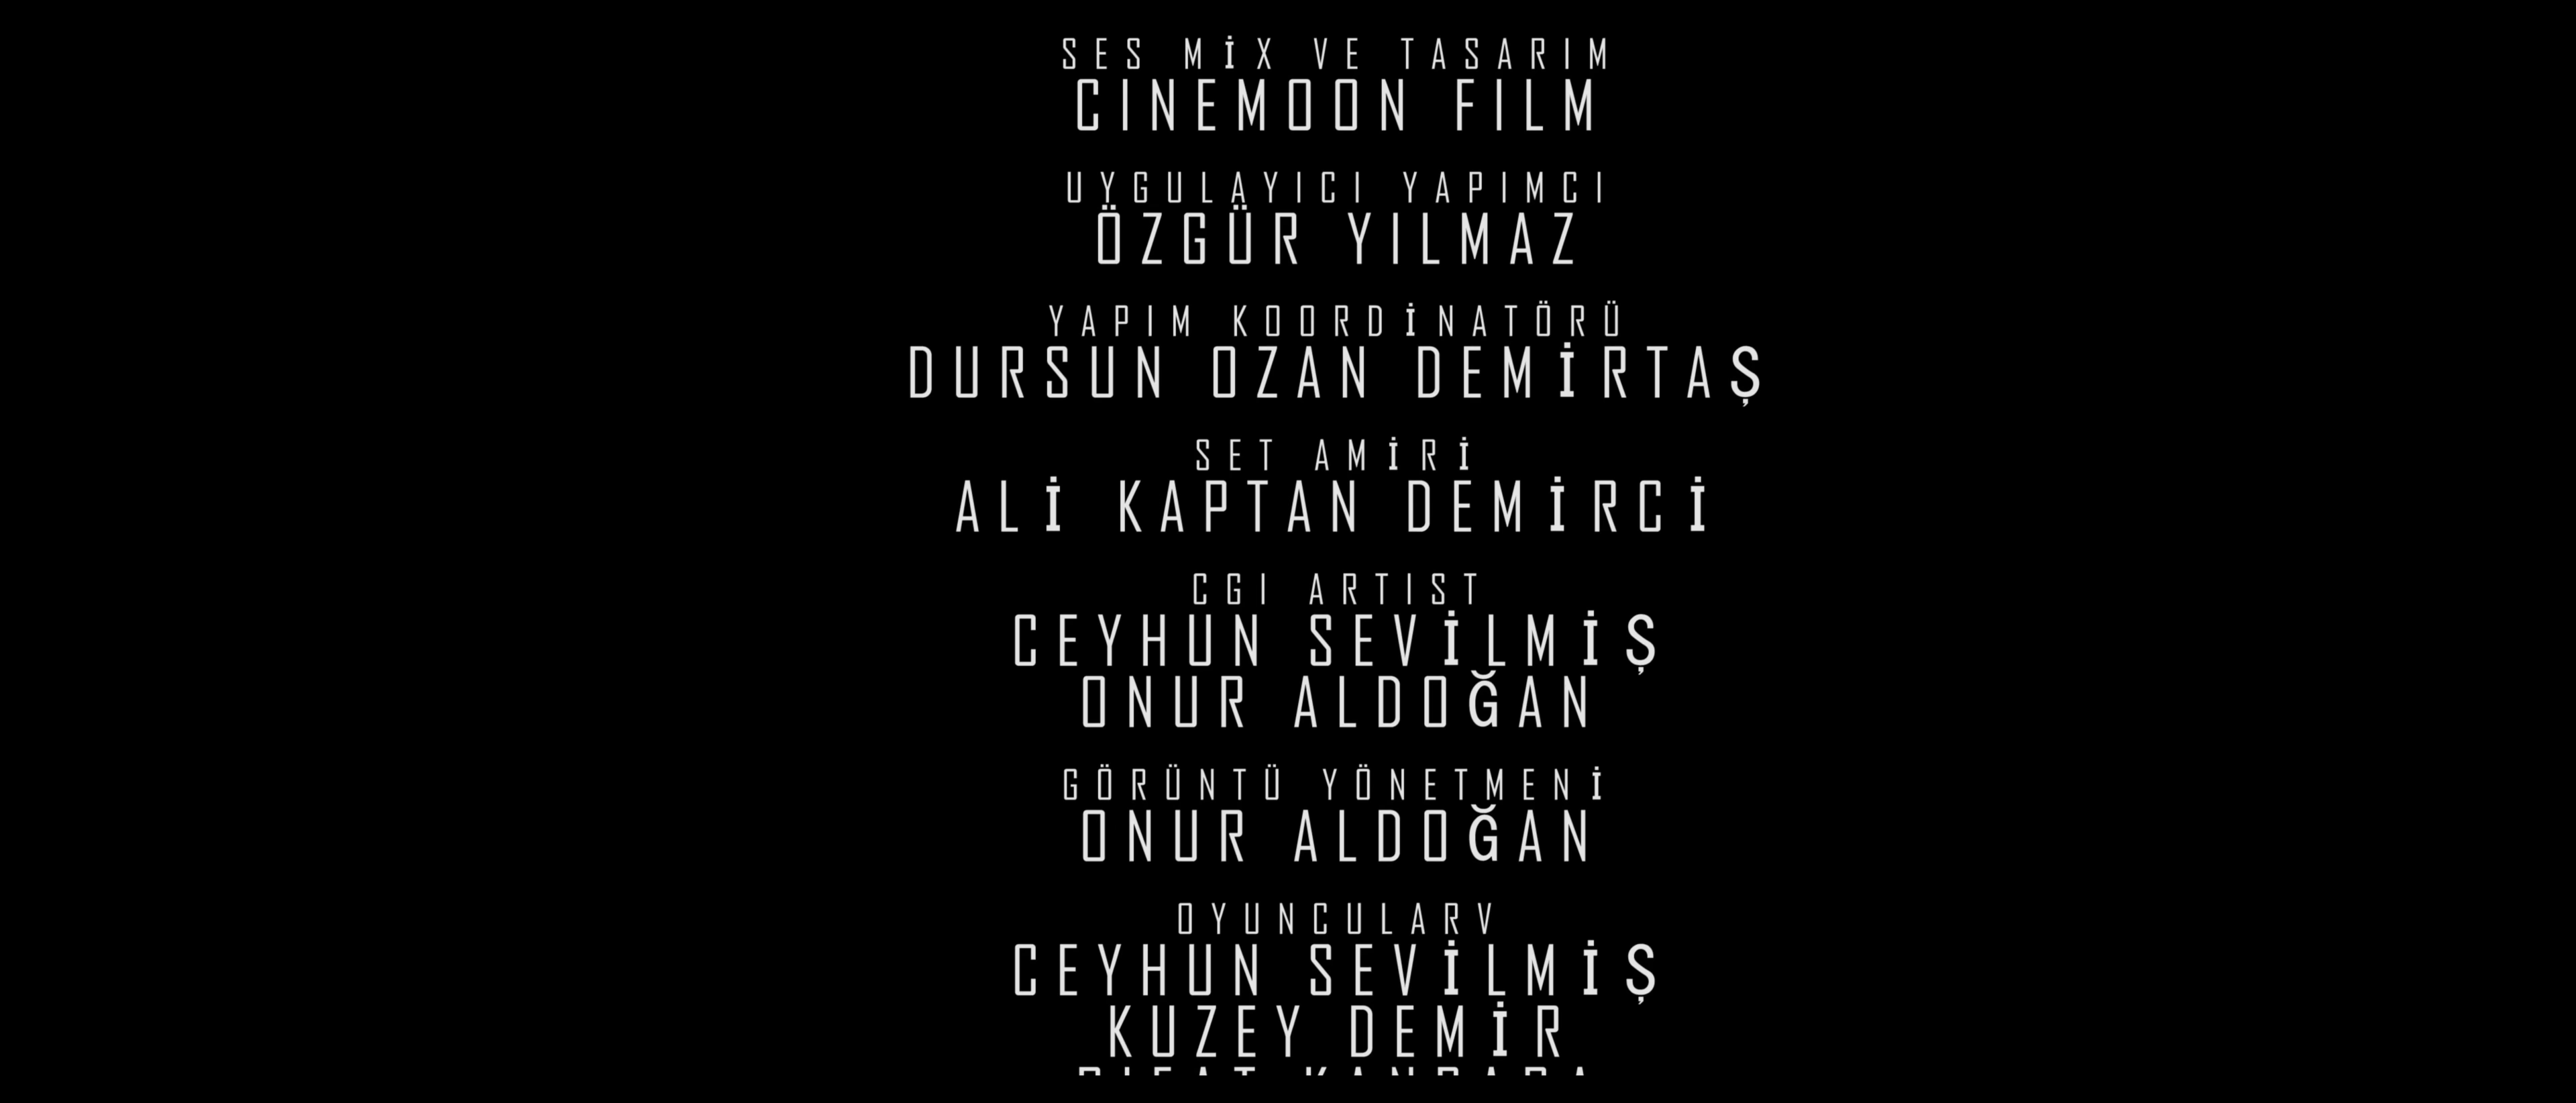 SES MİX VE TASARIM
CINEMOON FILM
UYGULAYICI YAPIMCI
ÖZGÜR YILMAZ
YAPIM KOORDİNATÖRÜ
DURSUN OZAN DEMİRTAŞ
SET AMİRİ
ALİ KAPTAN DEMİRCİ
CGI ARTIST
CEYHUN SEVİLMİŞ
ONUR ALDOĞAN
GÖRÜNTÜ YÖNETMENİ
ONUR ALDOĞAN
OYUNCULARV
CEYHUN SEVİLMİŞ
KUZEY DEMİR